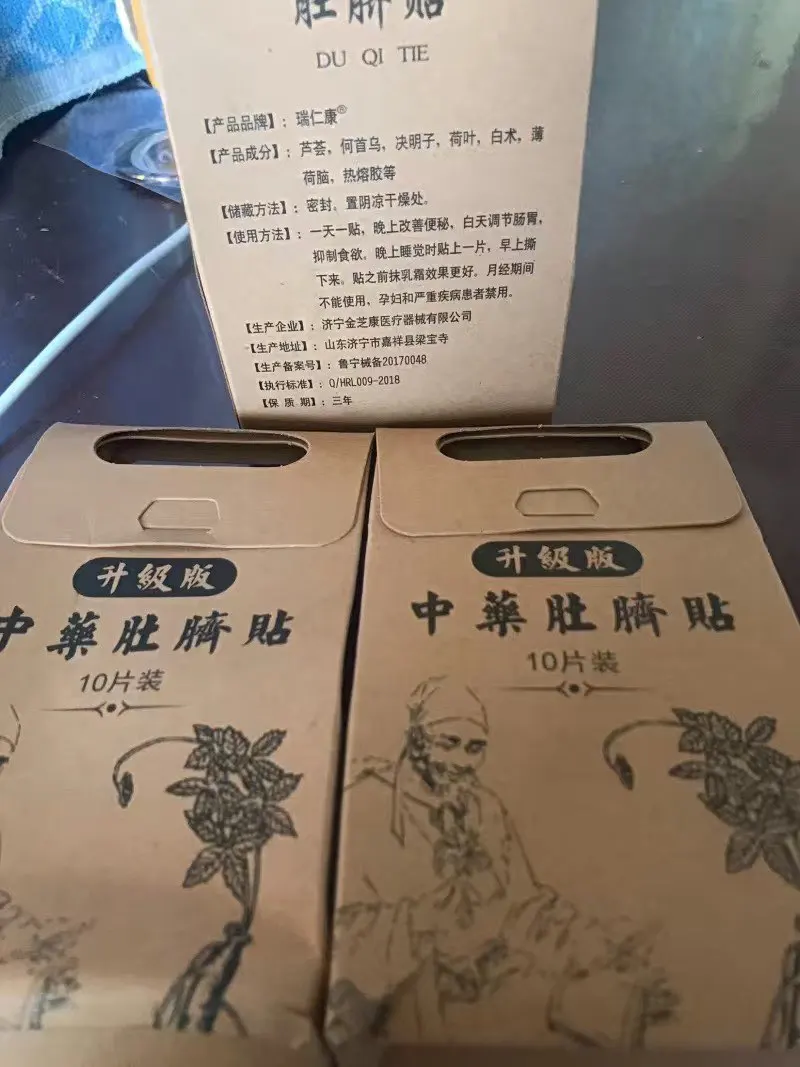 肚脐贴
DU QI TIE
【产品品牌】：瑞仁康®
【产品成分】：芦荟，何首乌，决明子，荷叶，白术，薄
荷脑，热熔胶等
【储藏方法】：密封。置阴凉干燥处。
【使用方法】：一天一贴，晚上改善便秘，白天调节肠胃，
抑制食欲。晚上睡觉时贴上一片，早上撕
下来。贴之前抹乳霜效果更好。月经期间
不能使用，孕妇和严重疾病患者禁用。
【生产企业】：济宁金芝康医疗器械有限公司
【生产地址】：山东济宁市嘉祥县梁宝寺
【生产备案号】：鲁宁械备20170048
【执行标准】：Q/HRL009-2018
【保 质 期】：三年
升級版
中藥肚臍貼
10片装
升級版
中藥肚臍貼
10片装